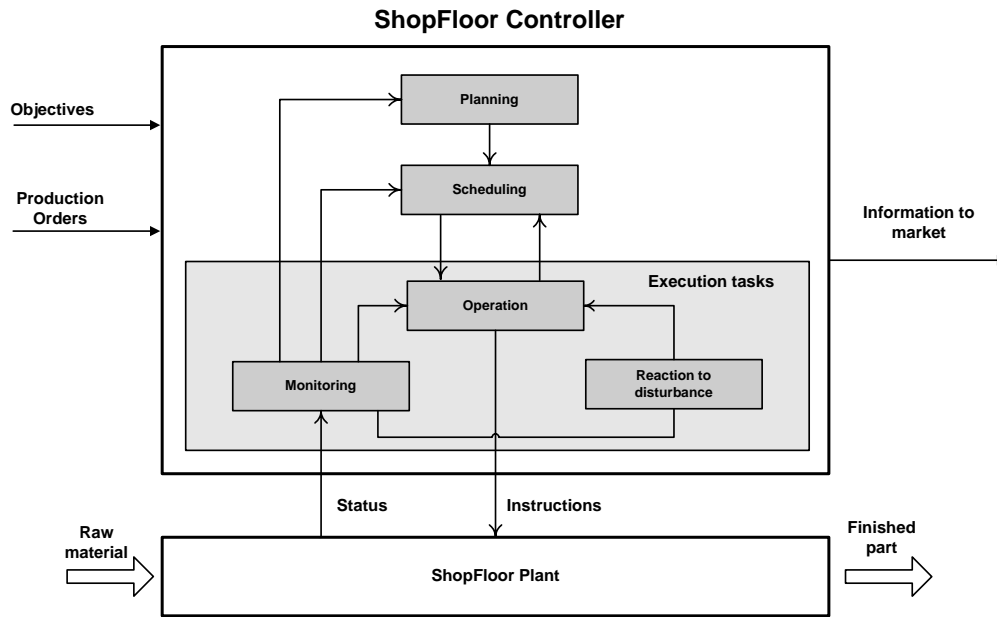 ShopFloor Controller
Planning
Objectives
Scheduling
Production
Orders
Information to
market
Execution tasks
Operation
Monitoring
Reaction to
disturbance
Status
Instructions
Raw
material
Finished
part
ShopFloor Plant